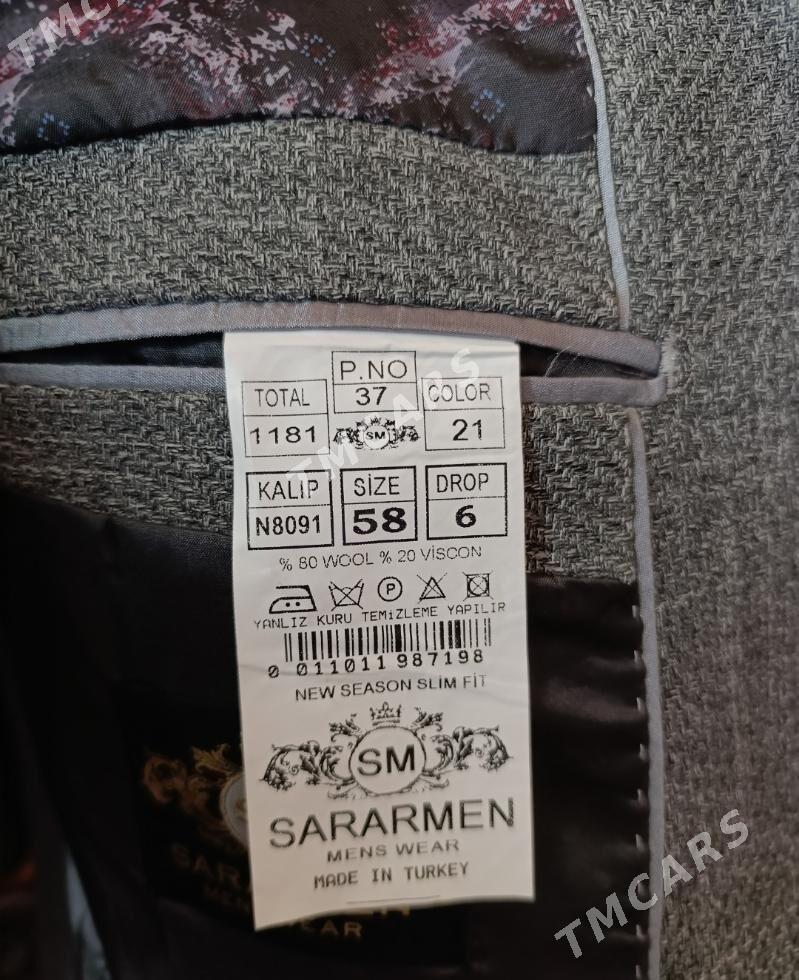 TMCARS
P.NO
TOTAL 37 COLOR
1181 SM 21
KALIP SİZE DROP
N8091 58 6
% 80 WOOL % 20 VİSCON
P
YANLIZ KURU TEMiZLEME YAPILIR
0 011011 987198
NEW SEASON SLIM FİT
SM
SARARMEN
MENS WEAR
MADE IN TURKEY
TMCARS
TMCARS